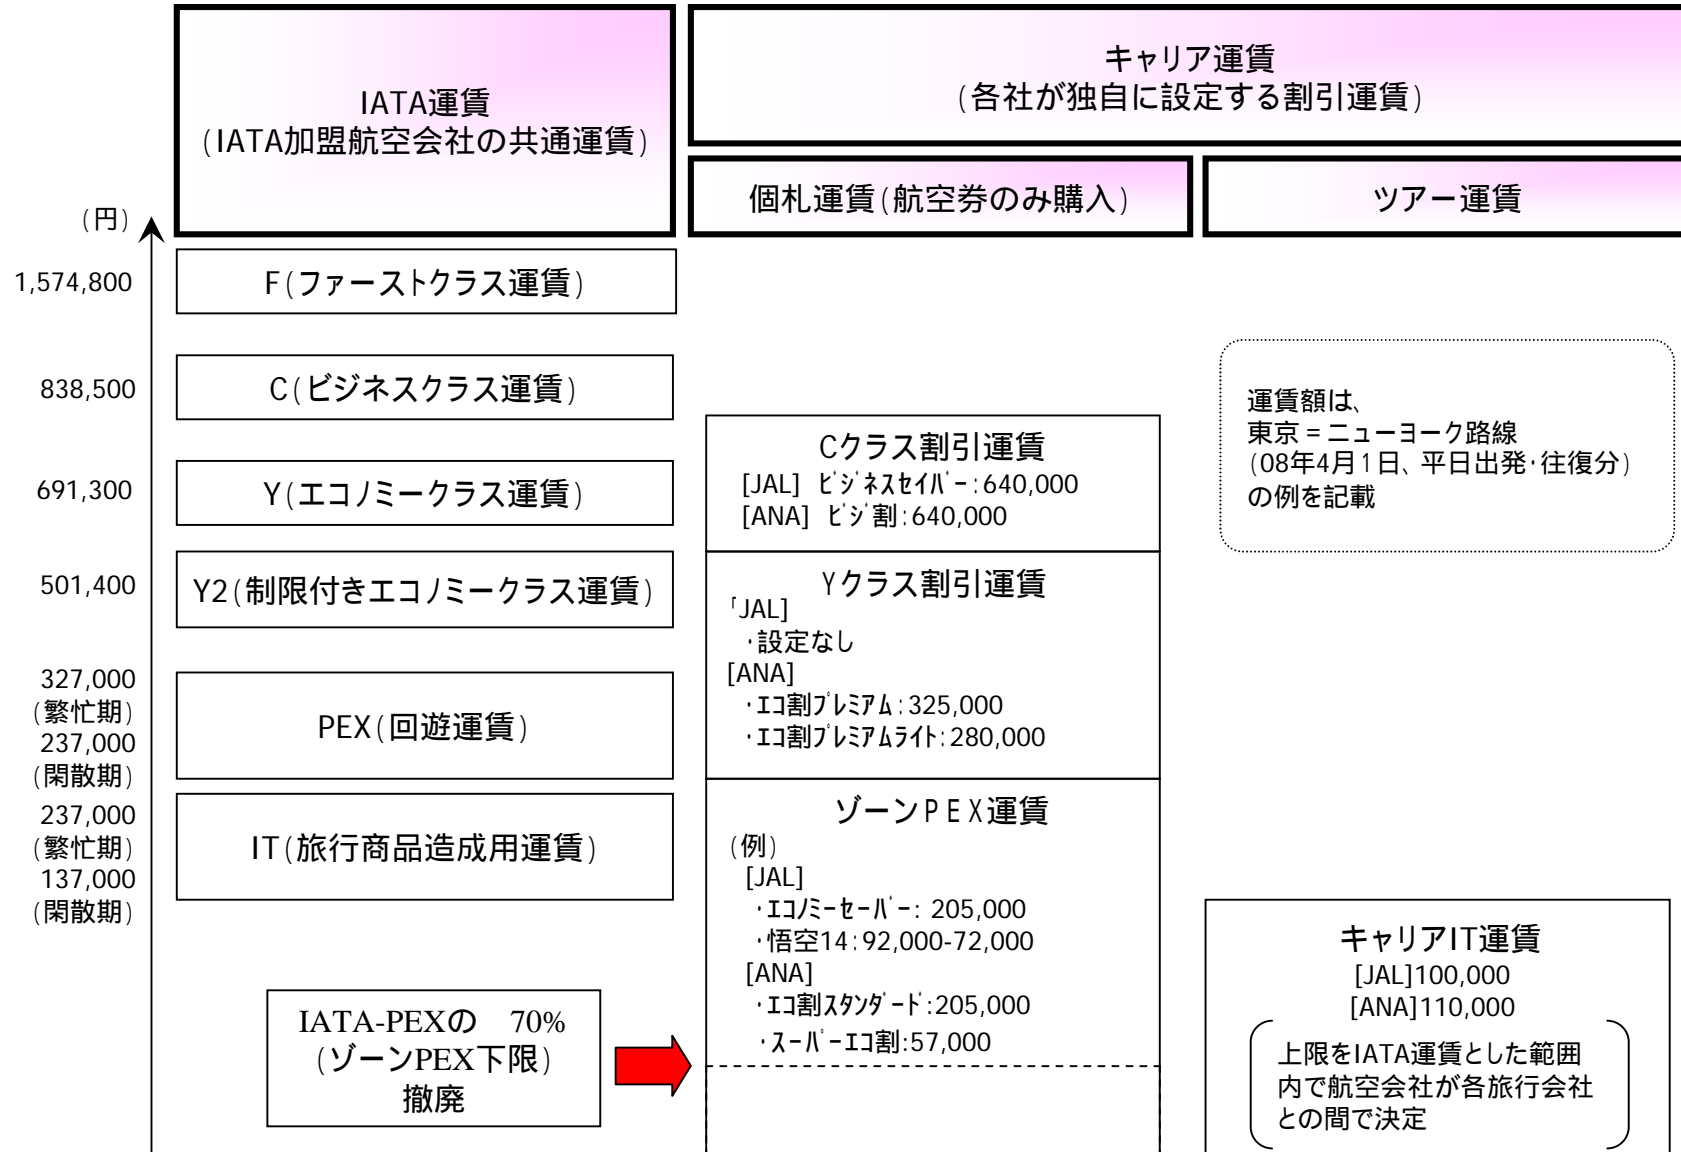 IATA運賃
(IATA加盟航空会社の共通運賃)
キャリア運賃
(各社が独自に設定する割引運賃)
個札運賃(航空券のみ購入)
ツアー運賃
(円)
1,574,800
F(ファーストクラス運賃)
838,500
C(ビジネスクラス運賃)
691,300
Y(エコノミークラス運賃)
501,400
Y2(制限付きエコノミークラス運賃)
327,000
(繁忙期)
237,000
(閑散期)
PEX(回遊運賃)
237,000
(繁忙期)
137,000
(閑散期)
IT(旅行商品造成用運賃)
IATA-PEXの 70%
(ゾーンPEX下限)
撤廃
Cクラス割引運賃
[JAL] ビジネスセイバー:640,000
[ANA] ビジ割:640,000
Yクラス割引運賃
「JAL]
・設定なし
[ANA]
・エコ割プレミアム:325,000
・エコ割プレミアムライト:280,000
ゾーンPEX運賃
(例)
[JAL]
・エコノミーセーバー: 205,000
・悟空14:92,000-72,000
[ANA]
・エコ割スタンダード:205,000
・スーパーエコ割:57,000
運賃額は、
東京=ニューヨーク路線
(08年4月1日、平日出発・往復分)
の例を記載
キャリアIT運賃
[JAL]100,000
[ANA]110,000
上限をIATA運賃とした範囲
内で航空会社が各旅行会社
との間で決定